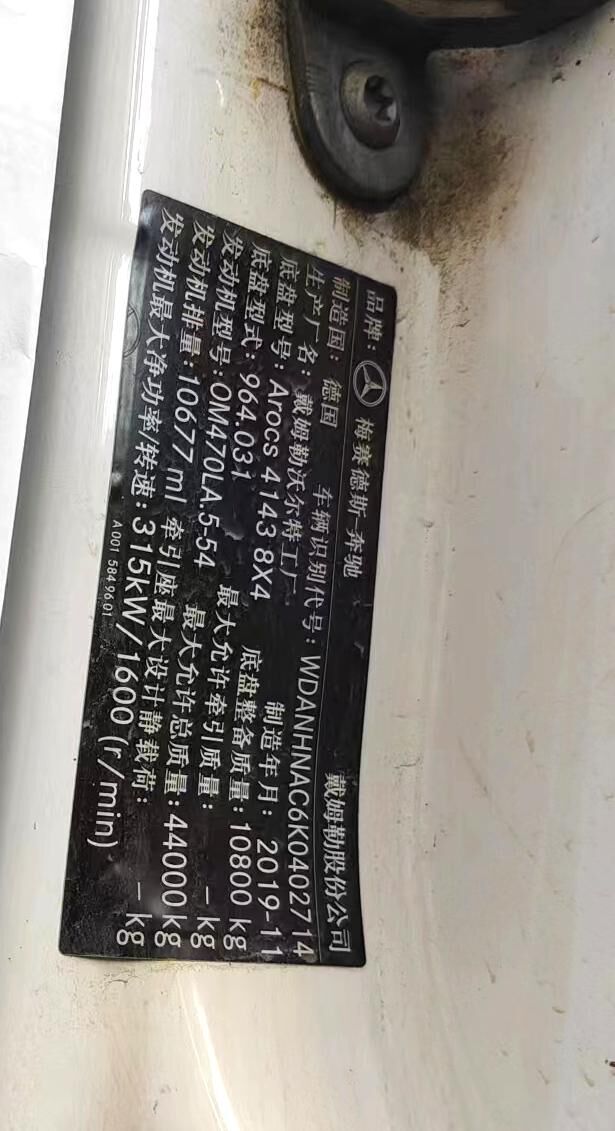 品牌: 梅赛德斯-奔驰 戴姆勒股份公司
制造国: 德国 车辆识别代号: WDANHNAC6K0402714
生产厂名: 戴姆勒沃尔特工厂 制造年月: 2019-11
底盘型号: Arocs 4143 8X4 底盘整备质量: 10800 kg
底盘型式: 964.031 最大允许牵引质量: - kg
发动机型号: OM470LA.5-54 最大允许总质量: 44000 kg
发动机排量: 10677 ml 牵引座最大设计静载荷: - kg
发动机最大净功率/转速: 315kW/1600 (r/min)
A 001 584 96 01